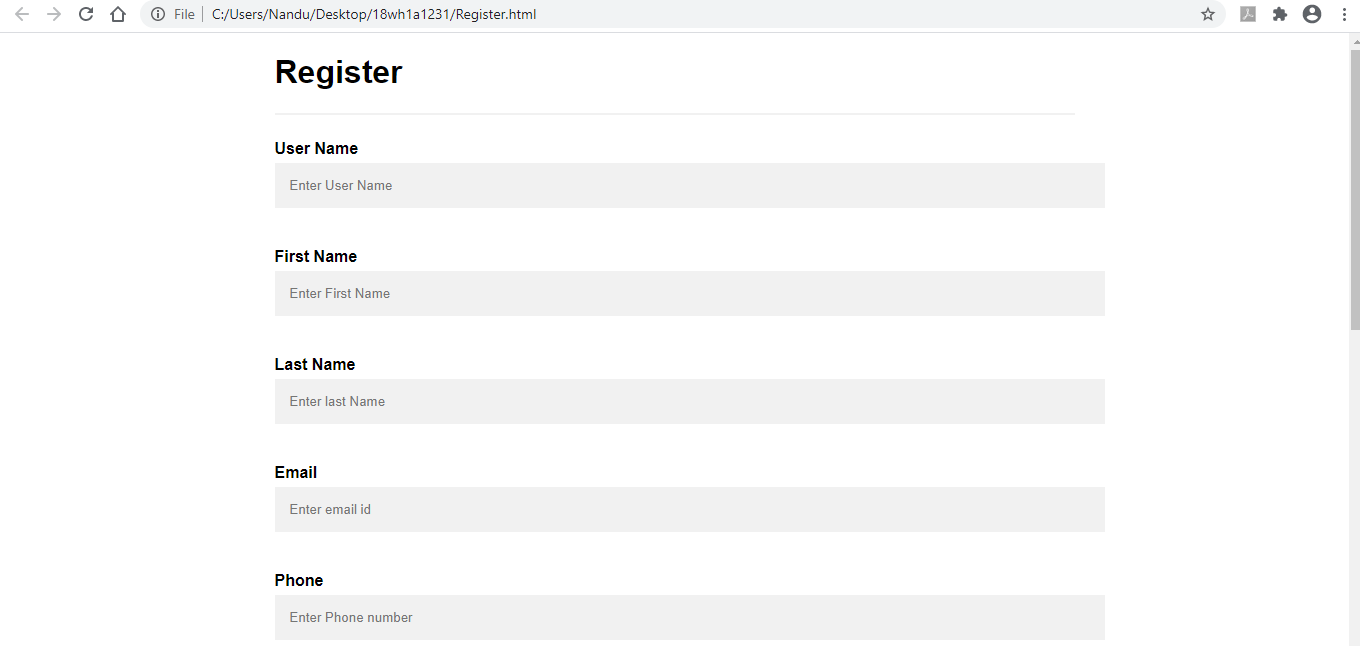 File C:/Users/Nandu/Desktop/18wh1a1231/Register.html
Register
User Name
Enter User Name
First Name
Enter First Name
Last Name
Enter last Name
Email
Enter email id
Phone
Enter Phone number